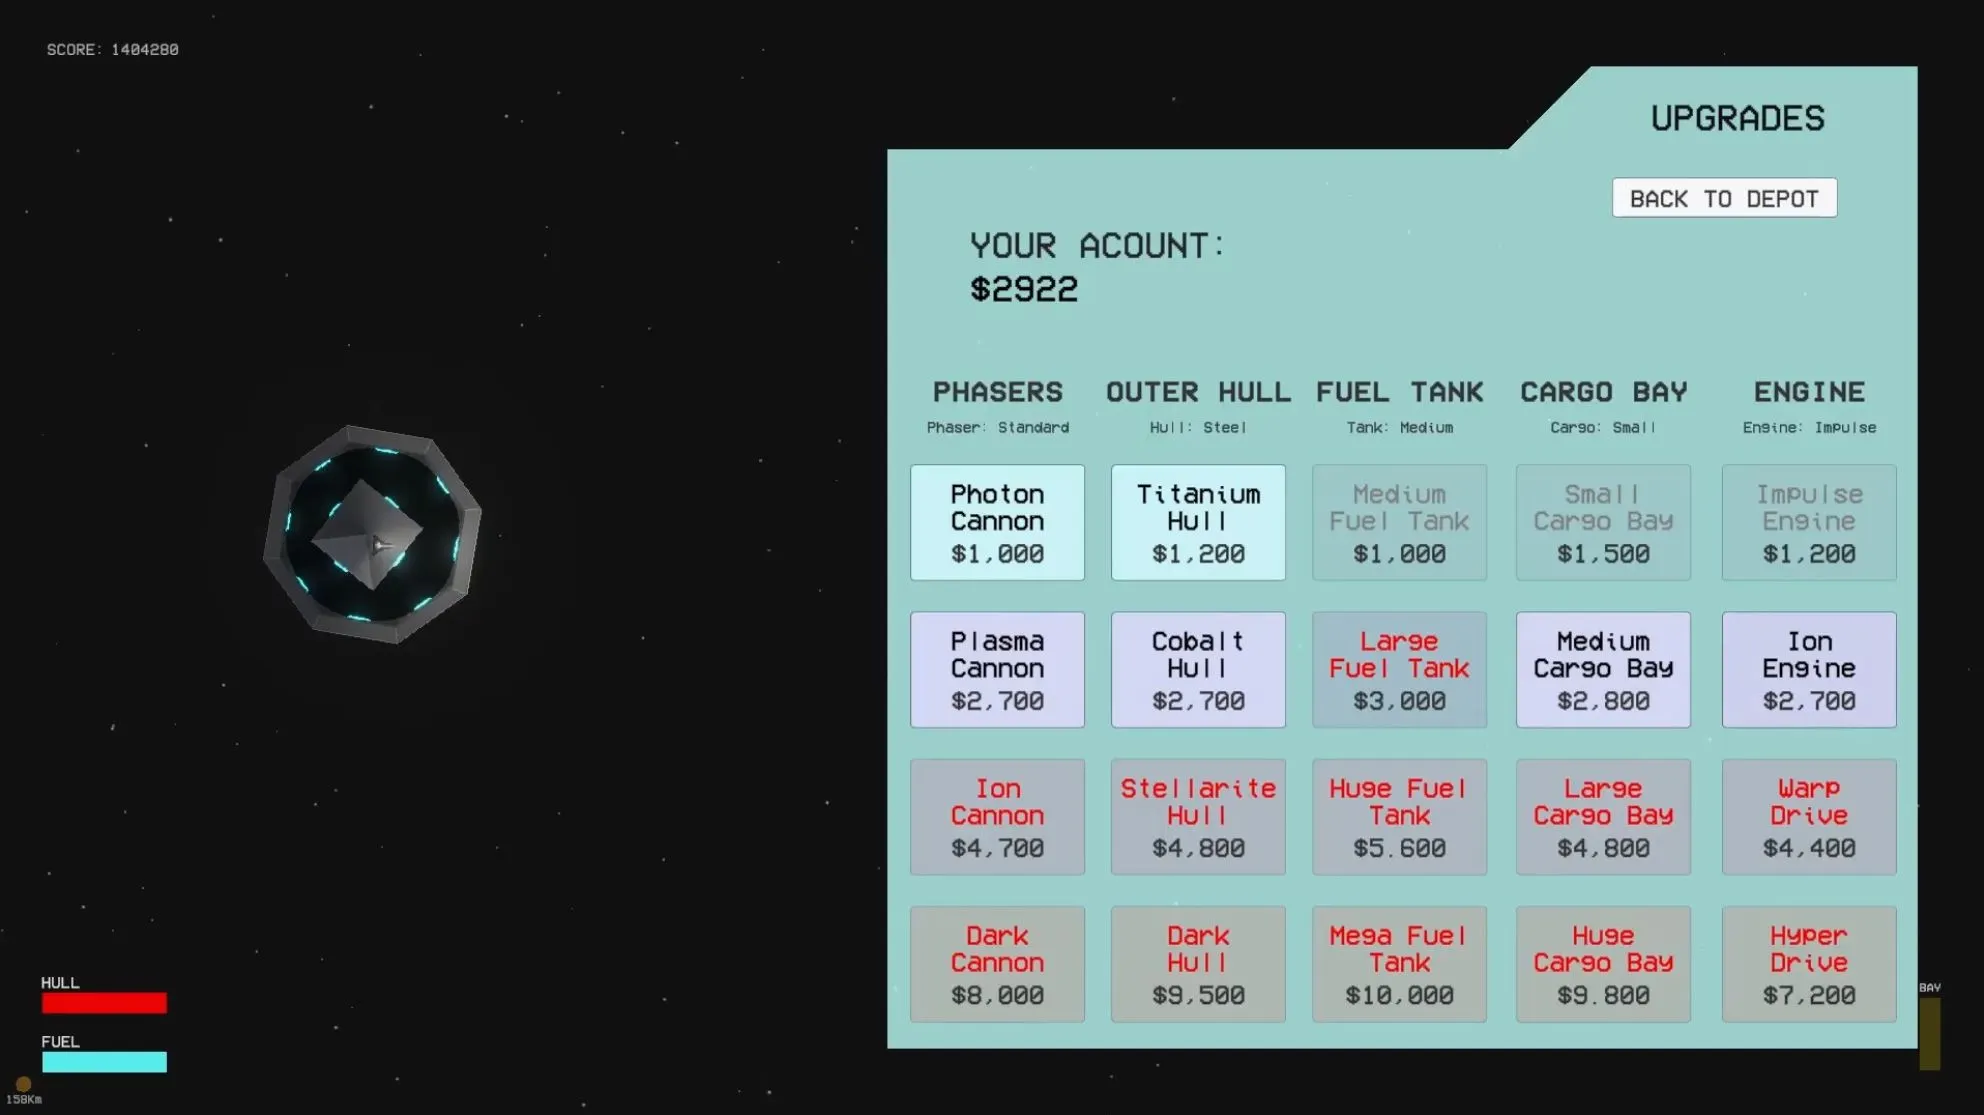 SCORE: 1404280
UPGRADES
BACK TO DEPOT
YOUR ACOUNT:
$2922
PHASERS OUTER HULL FUEL TANK CARGO BAY ENGINE
Phaser: Standard Hull: Steel Tank: Medium Cargo: Small Engine: Impulse
Photon
Cannon
$1,000
Titanium
Hull
$1,200
Medium
Fuel Tank
$1,000
Small
Cargo Bay
$1,500
Impulse
Engine
$1,200
Plasma
Cannon
$2,700
Cobalt
Hull
$2,700
Large
Fuel Tank
$3,000
Medium
Cargo Bay
$2,800
Ion
Engine
$2,700
Ion
Cannon
$4,700
Stellarite
Hull
$4,800
Huge Fuel
Tank
$5.600
Large
Cargo Bay
$4,800
Warp
Drive
$4,400
Dark
Cannon
$8,000
Dark
Hull
$9,500
Mega Fuel
Tank
$10,000
Huge
Cargo Bay
$9.800
Hyper
Drive
$7,200
HULL
FUEL
158Km
BAY